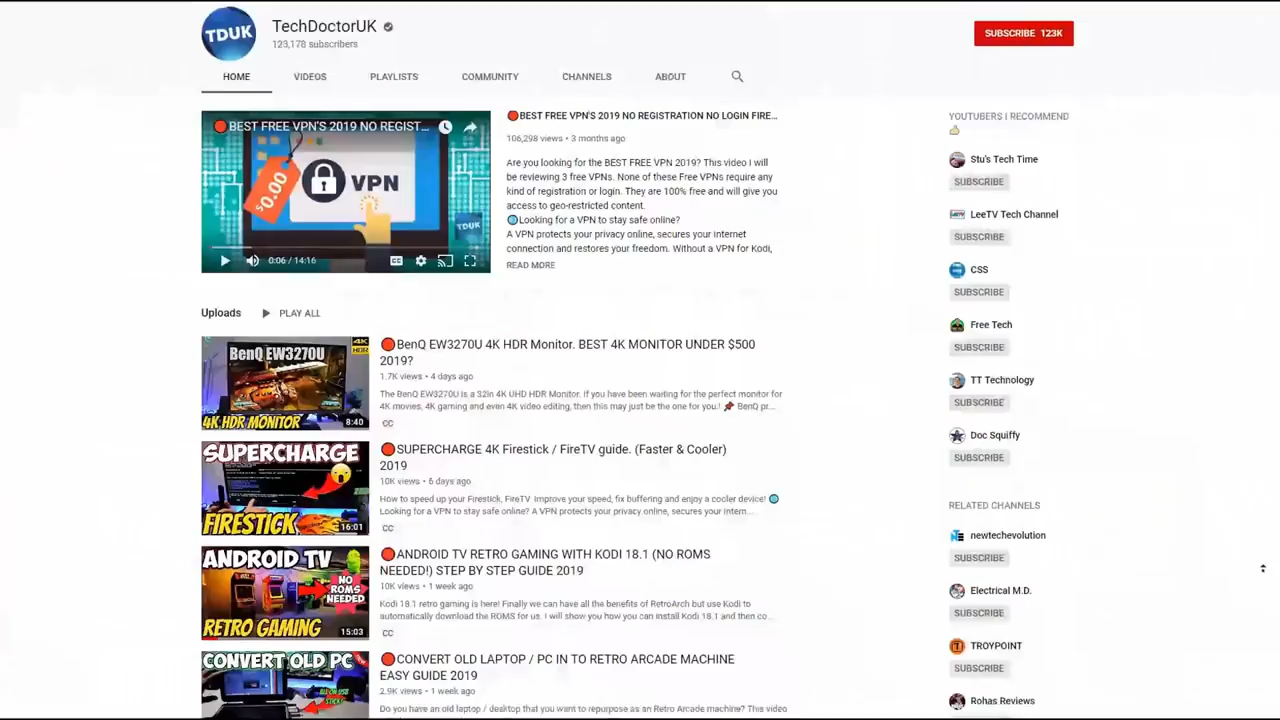 TDUK
TechDoctorUK
123,178 subscribers
SUBSCRIBE 123K
HOME
VIDEOS
PLAYLISTS
COMMUNITY
CHANNELS
ABOUT
🔴BEST FREE VPN'S 2019 NO REGIST...
$0.00
VPN
TDUK
0:06 / 14:16
🔴BEST FREE VPN'S 2019 NO REGISTRATION NO LOGIN FIRE...
106,298 views • 3 months ago
Are you looking for the BEST FREE VPN 2019? This video I will
be reviewing 3 free VPNs. None of these Free VPNs require any
kind of registration or login. They are 100% free and will give you
access to geo-restricted content.
🔵Looking for a VPN to stay safe online?
A VPN protects your privacy online, secures your internet
connection and restores your freedom. Without a VPN for Kodi,
READ MORE
Uploads
PLAY ALL
BenQ EW3270U
4K
HDR
4K HDR MONITOR
8:40
🔴BenQ EW3270U 4K HDR Monitor. BEST 4K MONITOR UNDER $500
2019?
1.7K views • 4 days ago
The BenQ EW3270U is a 32in 4K UHD HDR Monitor. If you have been waiting for the perfect monitor for
4K movies, 4K gaming and even 4K video editing, then this may just be the one for you! 📌 BenQ pr...
CC
SUPERCHARGE
FIRESTICK
16:01
🔴SUPERCHARGE 4K Firestick / FireTV guide. (Faster & Cooler)
2019
10K views • 6 days ago
How to speed up your Firestick, FireTV. Improve your speed, fix buffering and enjoy a cooler device! 🔵
Looking for a VPN to stay safe online? A VPN protects your privacy online, secures your intern...
CC
ANDROID TV
NO
ROMS
NEEDED!
RETRO GAMING
15:03
🔴ANDROID TV RETRO GAMING WITH KODI 18.1 (NO ROMS
NEEDED!) STEP BY STEP GUIDE 2019
10K views • 1 week ago
Kodi 18.1 retro gaming is here! Finally we can have all the benefits of RetroArch but use Kodi to
automatically download the ROMS for us. I will show you how you can install Kodi 18.1 and then co...
CC
CONVERT OLD PC
ALL ON USB
STICK!
🔴CONVERT OLD LAPTOP / PC IN TO RETRO ARCADE MACHINE
EASY GUIDE 2019
2.9K views • 1 week ago
Do you have an old laptop / desktop that you want to repurpose as an Retro Arcade machine? This video
YOUTUBERS I RECOMMEND
👍
Stu's Tech Time
SUBSCRIBE
LeeTV Tech Channel
SUBSCRIBE
CSS
SUBSCRIBE
Free Tech
SUBSCRIBE
TT Technology
SUBSCRIBE
Doc Squiffy
SUBSCRIBE
RELATED CHANNELS
newtechevolution
SUBSCRIBE
Electrical M.D.
SUBSCRIBE
TROYPOINT
SUBSCRIBE
Rohas Reviews